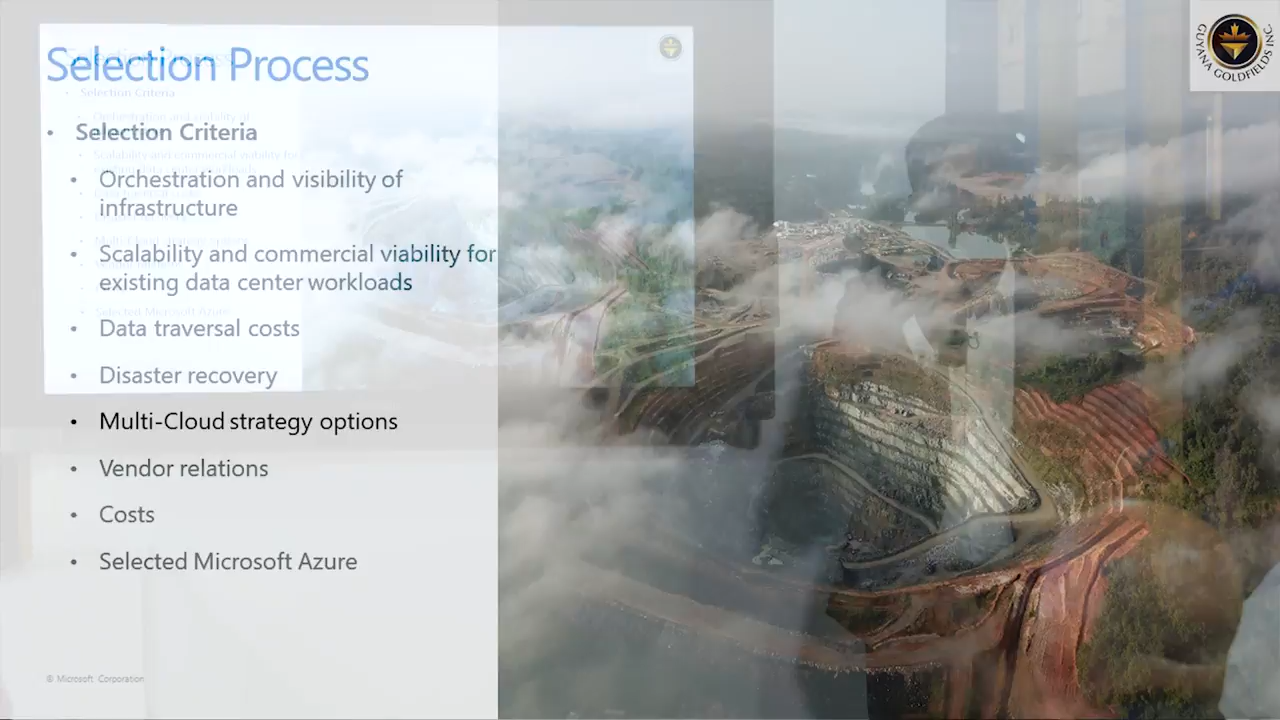 Selection Process
GUYANA GOLDFIELDS INC.
• Selection Criteria
• Orchestration and visibility of
infrastructure
• Scalability and commercial viability for
existing data center workloads
• Data traversal costs
• Disaster recovery
• Multi-Cloud strategy options
• Vendor relations
• Costs
• Selected Microsoft Azure
© Microsoft Corporation